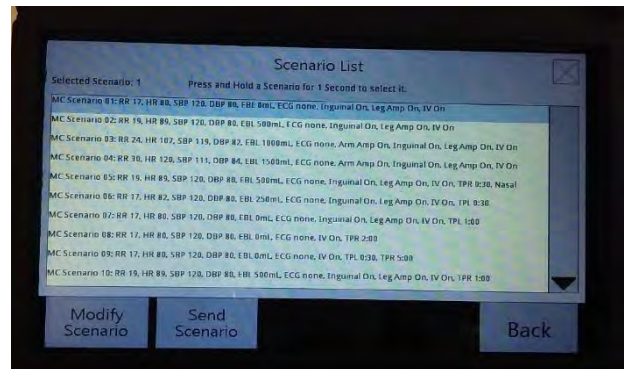 Scenario List
Selected Scenario: 1 Press and Hold a Scenario for 1 Second to select it.
MC Scenario 01: RR 17, HR 80, SBP 120, DBP 80, EBL 0mL, ECG none, Inguinal On, Leg Amp On, IV On
MC Scenario 02: RR 19, HR 89, SBP 120, DBP 80, EBL 500mL, ECG none, Inguinal On, Leg Amp On, IV On
MC Scenario 03: RR 24, HR 107, SBP 119, DBP 82, EBL 1000mL, ECG none, Arm Amp On, Inguinal On, Leg Amp On, IV On
MC Scenario 04: RR 30, HR 120, SBP 111, DBP 84, EBL 1500mL, ECG none, Arm Amp On, Inguinal On, Leg Amp On, IV On
MC Scenario 05: RR 19, HR 89, SBP 120, DBP 80, EBL 500mL, ECG none, Inguinal On, Leg Amp On, IV On, TPR 0:30, Nasal
MC Scenario 06: RR 17, HR 82, SBP 120, DBP 80, EBL 250mL, ECG none, Inguinal On, Leg Amp On, IV On, TPL 0:30
MC Scenario 07: RR 17, HR 80, SBP 120, DBP 80, EBL 0mL, ECG none, Inguinal On, Leg Amp On, IV On, TPL 1:00
MC Scenario 08: RR 17, HR 80, SBP 120, DBP 80, EBL 0mL, ECG none, IV On, TPR 2:00
MC Scenario 09: RR 17, HR 80, SBP 120, DBP 80, EBL 0mL, ECG none, IV On, TPL 0:30, TPR 5:00
MC Scenario 10: RR 19, HR 89, SBP 120, DBP 80, EBL 500mL, ECG none, Inguinal On, Leg Amp On, IV On, TPR 1:00
Modify Send
Scenario Scenario Back